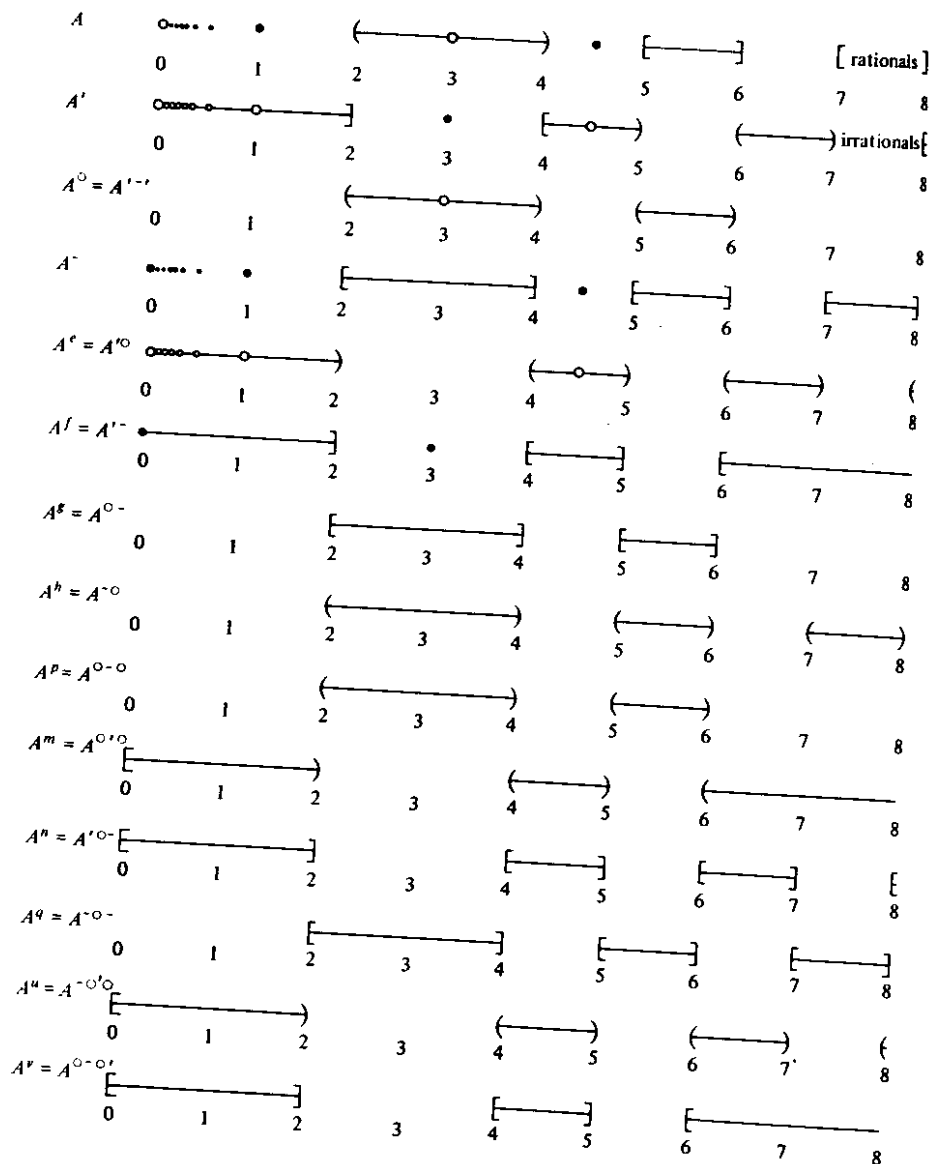 A
0 1 2 3 4 5 6 7 8
[ rationals ]
A′
0 1 2 3 4 5 6 7 8
irrationals
A° = A′⁻′
0 1 2 3 4 5 6 7 8
A⁻
0 1 2 3 4 5 6 7 8
Aᵉ = A′°
0 1 2 3 4 5 6 7 8
Aᶠ = A′⁻
0 1 2 3 4 5 6 7 8
Aᵍ = A°⁻
0 1 2 3 4 5 6 7 8
Aʰ = A⁻°
0 1 2 3 4 5 6 7 8
Aᵖ = A°⁻°
0 1 2 3 4 5 6 7 8
Aᵐ = A°′°
0 1 2 3 4 5 6 7 8
Aⁿ = A′°⁻
0 1 2 3 4 5 6 7 8
A^q = A⁻°⁻
0 1 2 3 4 5 6 7 8
Aᵘ = A⁻°′°
0 1 2 3 4 5 6 7 8
Aᵛ = A°⁻°′
0 1 2 3 4 5 6 7 8